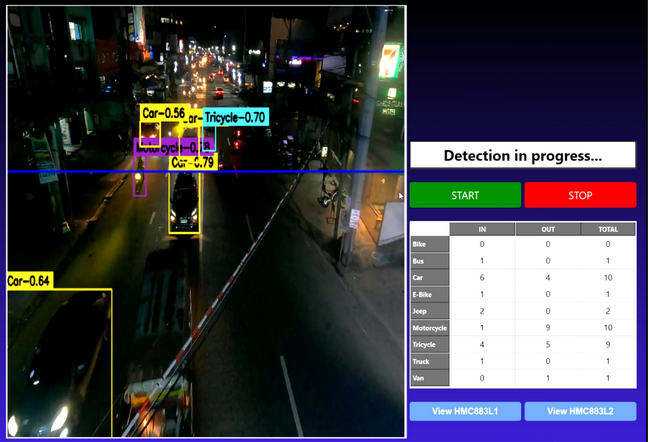 Car-0.56
Tricycle-0.70
Car-0.79
Car-0.64
Detection in progress...
START
STOP
IN OUT TOTAL
Bike 0 0 0
Bus 1 0 1
Car 6 4 10
E-Bike 1 0 1
Jeep 2 0 2
Motorcycle 1 9 10
Tricycle 4 5 9
Truck 1 0 1
Van 0 1 1
View HMC883L1
View HMC883L2